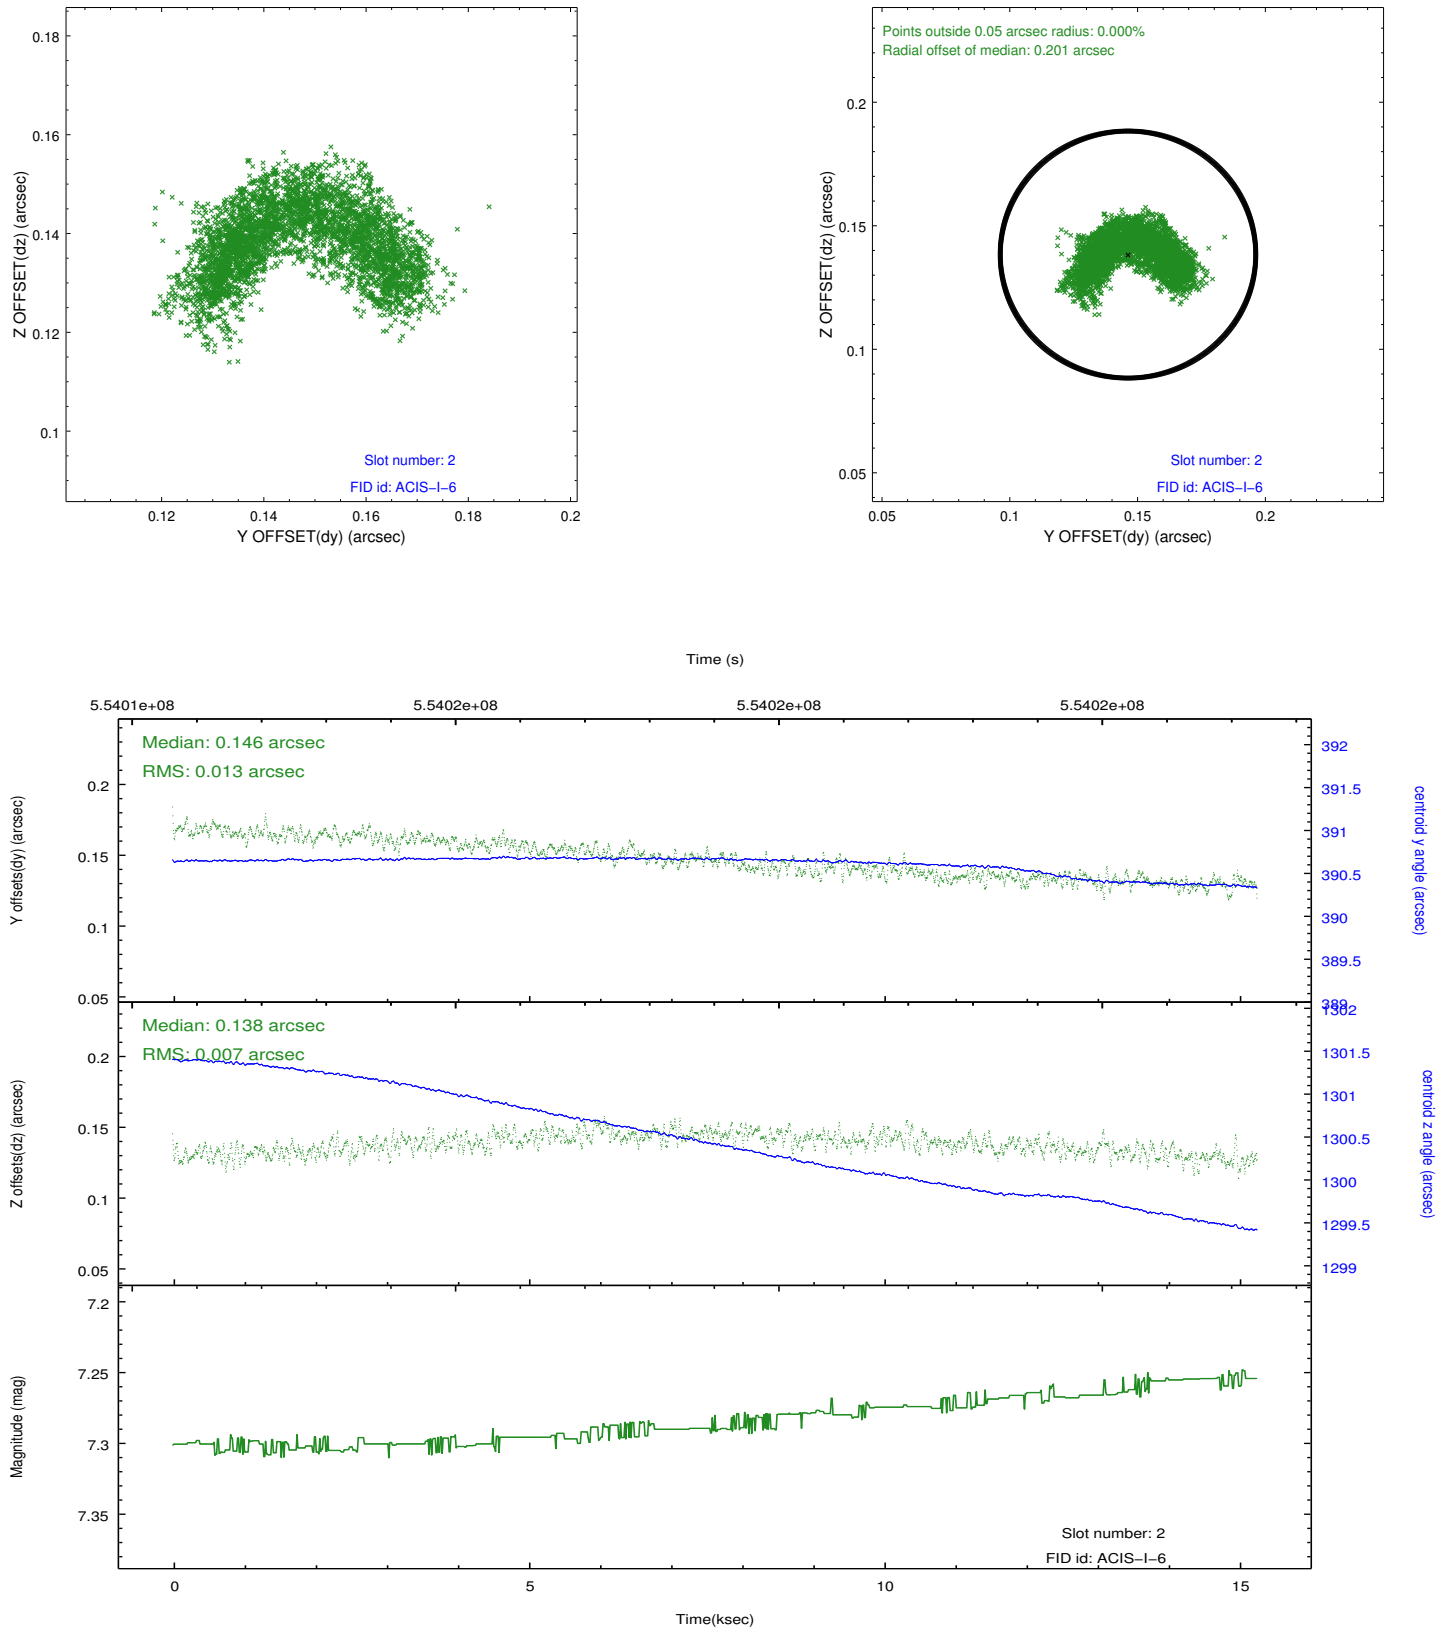 0.18
0.16
0.14
0.12
0.1
Z OFFSET(dz) (arcsec)
Slot number: 2
FID id: ACIS−I−6
0.12 0.14 0.16 0.18 0.2
Y OFFSET(dy) (arcsec)
Points outside 0.05 arcsec radius: 0.000%
Radial offset of median: 0.201 arcsec
0.2
0.15
0.1
0.05
Z OFFSET(dz) (arcsec)
Slot number: 2
FID id: ACIS−I−6
0.05 0.1 0.15 0.2
Y OFFSET(dy) (arcsec)
Time (s)
5.5401e+08 5.5402e+08 5.5402e+08 5.5402e+08
Median: 0.146 arcsec
RMS: 0.013 arcsec
0.2
0.15
0.1
0.05
Y offsets(dy) (arcsec)
392
391.5
391
390.5
390
389.5
389
centroid y angle (arcsec)
Median: 0.138 arcsec
RMS: 0.007 arcsec
0.2
0.15
0.1
0.05
Z offsets(dz) (arcsec)
1302
1301.5
1301
1300.5
1300
1299.5
1299
centroid z angle (arcsec)
7.2
7.25
7.3
7.35
Magnitude (mag)
Slot number: 2
FID id: ACIS−I−6
0 5 10 15
Time(ksec)